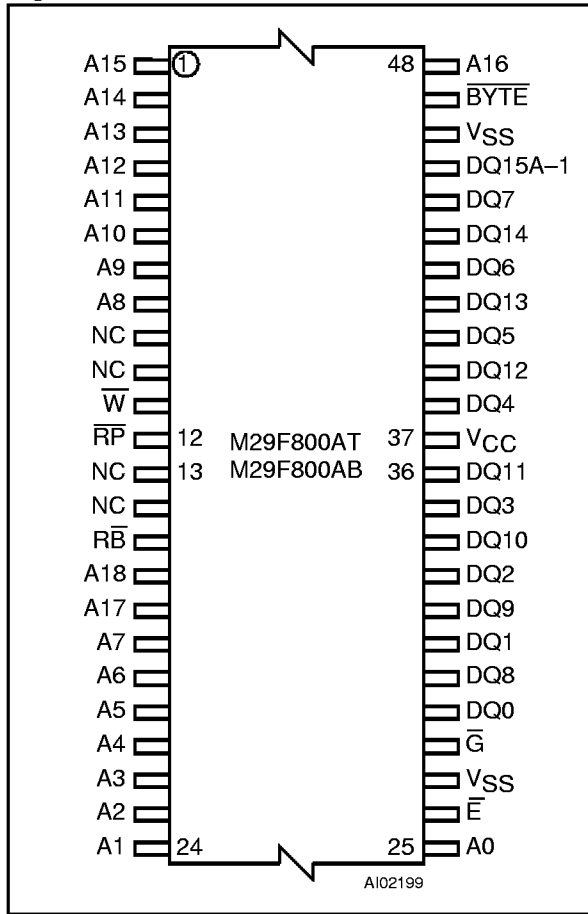 A15 1 48 A16
A14 B̅Y̅T̅E̅
A13 VSS
A12 DQ15A–1
A11 DQ7
A10 DQ14
A9 DQ6
A8 DQ13
NC DQ5
NC DQ12
W̅ DQ4
R̅P̅ 12 M29F800AT 37 VCC
NC 13 M29F800AB 36 DQ11
NC DQ3
RB̅ DQ10
A18 DQ2
A17 DQ9
A7 DQ1
A6 DQ8
A5 DQ0
A4 G̅
A3 VSS
A2 E̅
A1 24 25 A0
AI02199